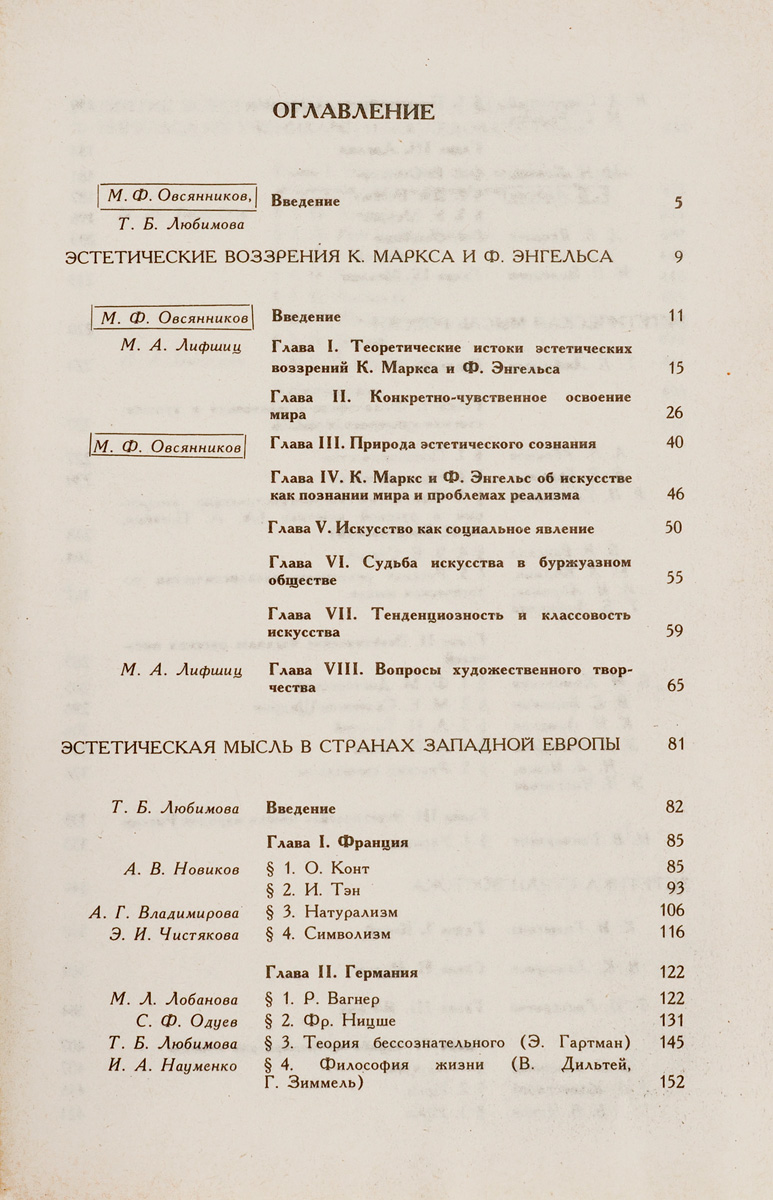 ОГЛАВЛЕНИЕ
М. Ф. Овсянников, Введение 5
Т. Б. Любимова
ЭСТЕТИЧЕСКИЕ ВОЗЗРЕНИЯ К. МАРКСА И Ф. ЭНГЕЛЬСА 9
М. Ф. Овсянников Введение 11
М. А. Лифшиц Глава I. Теоретические истоки эстетических
воззрений К. Маркса и Ф. Энгельса 15
Глава II. Конкретно-чувственное освоение
мира 26
М. Ф. Овсянников Глава III. Природа эстетического сознания 40
Глава IV. К. Маркс и Ф. Энгельс об искусстве
как познании мира и проблемах реализма 46
Глава V. Искусство как социальное явление 50
Глава VI. Судьба искусства в буржуазном
обществе 55
Глава VII. Тенденциозность и классовость
искусства 59
М. А. Лифшиц Глава VIII. Вопросы художественного твор-
чества 65
ЭСТЕТИЧЕСКАЯ МЫСЛЬ В СТРАНАХ ЗАПАДНОЙ ЕВРОПЫ 81
Т. Б. Любимова Введение 82
Глава I. Франция 85
А. В. Новиков § 1. О. Конт 85
§ 2. И. Тэн 93
А. Г. Владимирова § 3. Натурализм 106
Э. И. Чистякова § 4. Символизм 116
Глава II. Германия 122
М. Л. Лобанова § 1. Р. Вагнер 122
С. Ф. Одуев § 2. Фр. Ницше 131
Т. Б. Любимова § 3. Теория бессознательного (Э. Гартман) 145
И. А. Науменко § 4. Философия жизни (В. Дильтей,
Г. Зиммель) 152